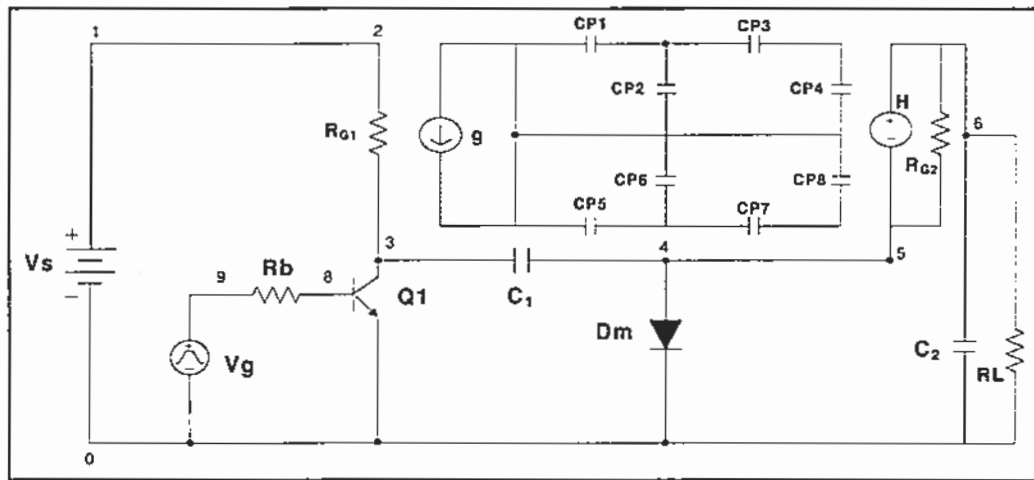 1
2
CP1
CP3
CP2
CP4
H
RG1
g
RG2
6
CP6
CP8
CP5
CP7
3
4
5
+
Vs
-
9
Rb
8
Q1
C1
Vg
Dm
C2
RL
0